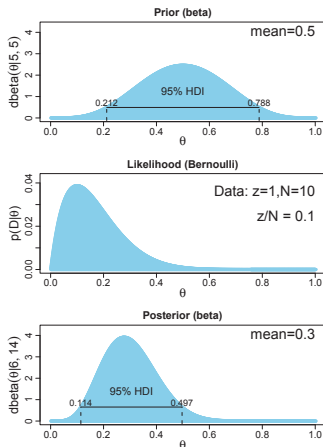 Prior (beta)
mean=0.5
dbeta(θ|5, 5)
0 1 2 3 4
95% HDI
0.212
0.788
0.0 0.2 0.4 0.6 0.8 1.0
θ
Likelihood (Bernoulli)
Data: z=1,N=10
z/N = 0.1
p(D|θ)
0.00 0.02 0.04
0.0 0.2 0.4 0.6 0.8 1.0
θ
Posterior (beta)
mean=0.3
dbeta(θ|6, 14)
0 1 2 3 4
95% HDI
0.114
0.497
0.0 0.2 0.4 0.6 0.8 1.0
θ